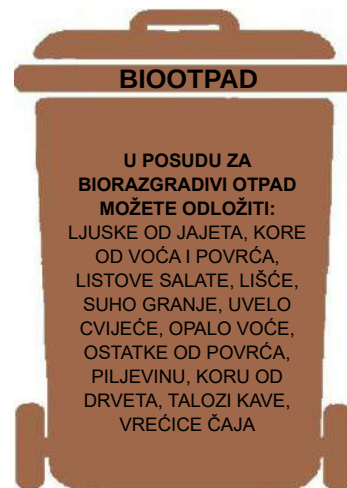 BIOOTPAD
U POSUDU ZA
BIORAZGRADIVI OTPAD
MOŽETE ODLOŽITI:
LJUSKE OD JAJETA, KORE
OD VOĆA I POVRĆA,
LISTOVE SALATE, LIŠĆE,
SUHO GRANJE, UVELO
CVIJEĆE, OPALO VOĆE,
OSTATKE OD POVRĆA,
PILJEVINU, KORU OD
DRVETA, TALOZI KAVE,
VREĆICE ČAJA